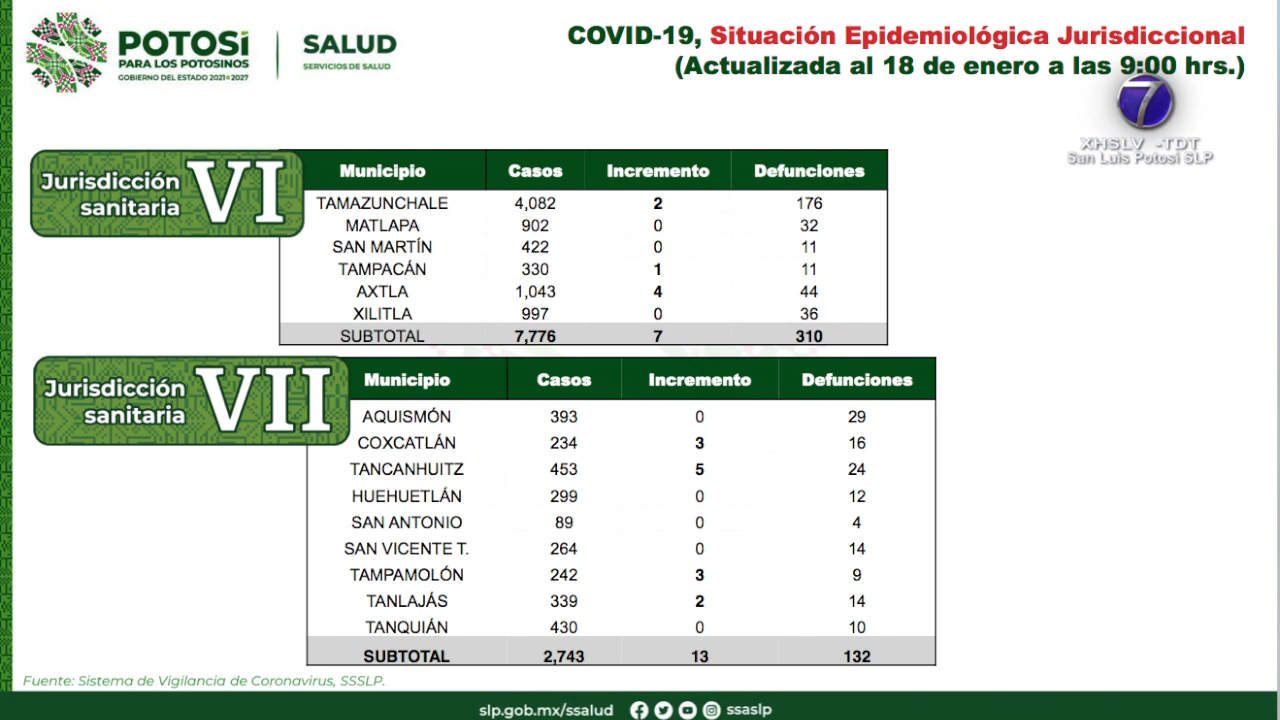 POTOSÍ
PARA LOS POTOSINOS
GOBIERNO DEL ESTADO 2021•2027
SALUD
SERVICIOS DE SALUD
COVID-19, Situación Epidemiológica Jurisdiccional
(Actualizada al 18 de enero a las 9:00 hrs.)
7
XHSLV -TDT
San Luis Potosi SLP
Jurisdicción
sanitaria VI
Municipio Casos Incremento Defunciones
TAMAZUNCHALE 4,082 2 176
MATLAPA 902 0 32
SAN MARTÍN 422 0 11
TAMPACÁN 330 1 11
AXTLA 1,043 4 44
XILITLA 997 0 36
SUBTOTAL 7,776 7 310
Jurisdicción
sanitaria VII
Municipio Casos Incremento Defunciones
AQUISMÓN 393 0 29
COXCATLÁN 234 3 16
TANCANHUITZ 453 5 24
HUEHUETLÁN 299 0 12
SAN ANTONIO 89 0 4
SAN VICENTE T. 264 0 14
TAMPAMOLÓN 242 3 9
TANLAJÁS 339 2 14
TANQUIÁN 430 0 10
SUBTOTAL 2,743 13 132
Fuente: Sistema de Vigilancia de Coronavirus, SSSLP.
slp.gob.mx/ssalud ssaslp